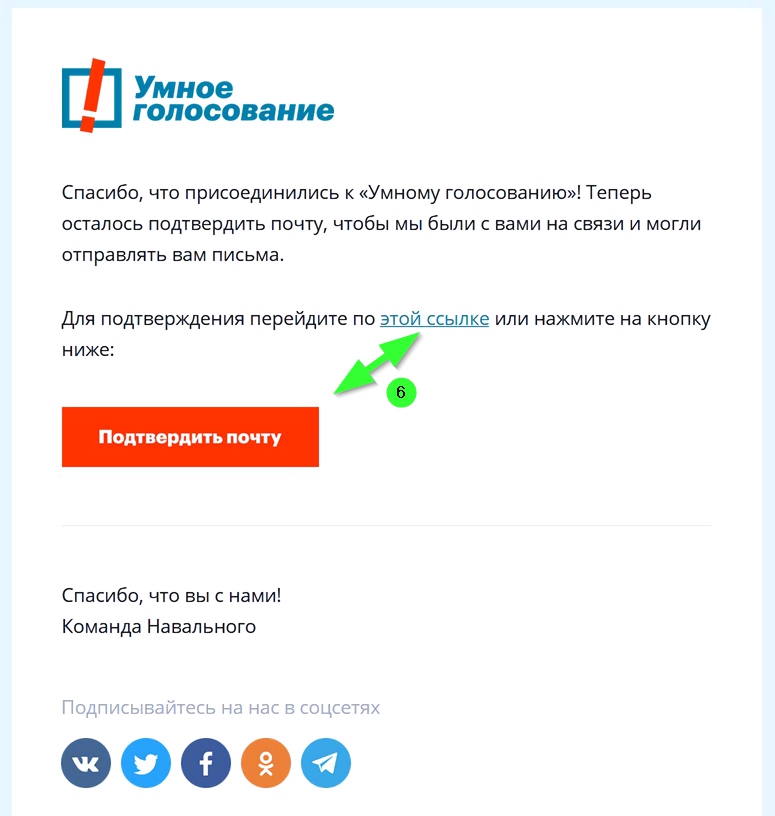 Умное
голосование
Спасибо, что присоединились к «Умному голосованию»! Теперь
осталось подтвердить почту, чтобы мы были с вами на связи и могли
отправлять вам письма.
Для подтверждения перейдите по этой ссылке или нажмите на кнопку
ниже:
6
Подтвердить почту
Спасибо, что вы с нами!
Команда Навального
Подписывайтесь на нас в соцсетях